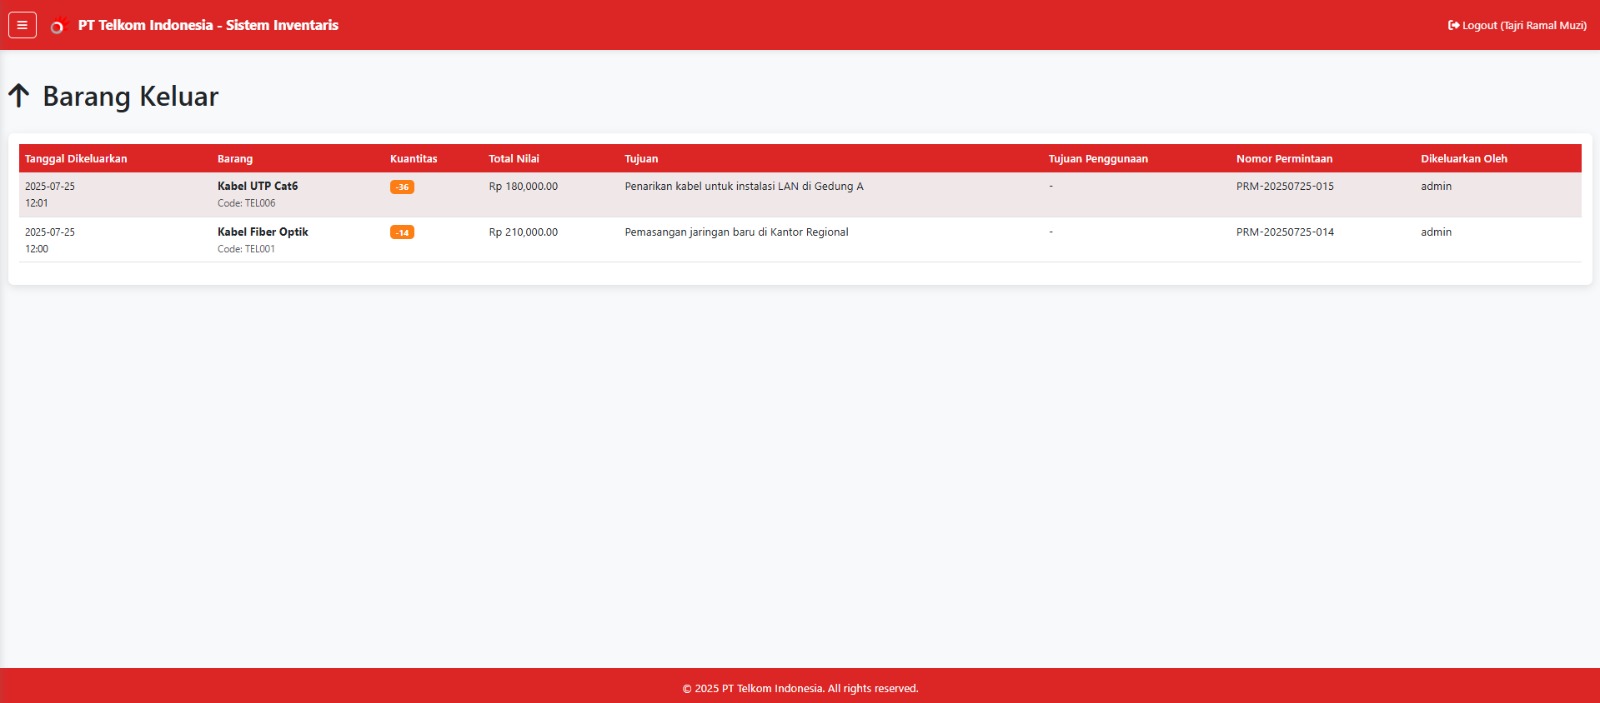 PT Telkom Indonesia - Sistem Inventaris
Logout (Tajri Ramal Muzi)
Barang Keluar
Tanggal Dikeluarkan Barang Kuantitas Total Nilai Tujuan Tujuan Penggunaan Nomor Permintaan Dikeluarkan Oleh
2025-07-25 Kabel UTP Cat6 -36 Rp 180,000.00 Penarikan kabel untuk instalasi LAN di Gedung A - PRM-20250725-015 admin
12:01 Code: TEL006
2025-07-25 Kabel Fiber Optik -14 Rp 210,000.00 Pemasangan jaringan baru di Kantor Regional - PRM-20250725-014 admin
12:00 Code: TEL001
© 2025 PT Telkom Indonesia. All rights reserved.